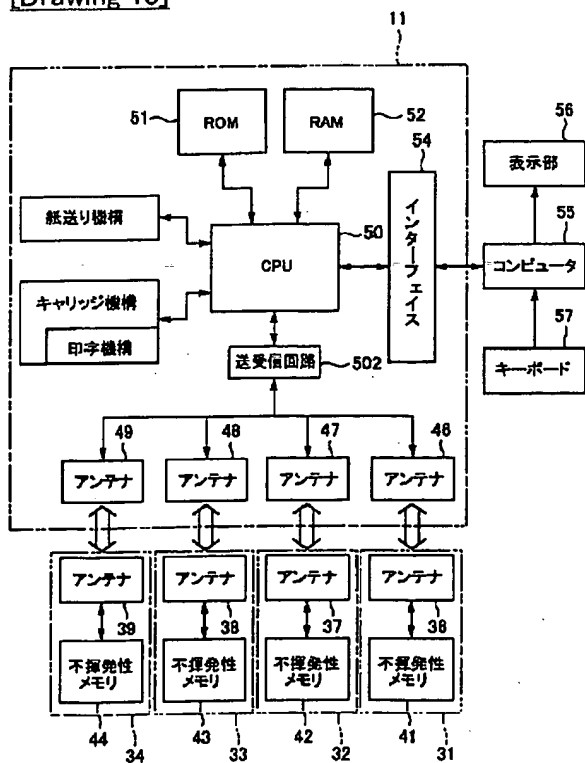 [Drawing 10]
11
51
ROM
RAM
52
54
56
表示部
紙送り機構
50
CPU
インターフェイス
55
コンピュータ
キャリッジ機構
印字機構
57
キーボード
送受信回路
502
49
48
47
46
アンテナ
アンテナ
アンテナ
アンテナ
アンテナ
アンテナ
アンテナ
アンテナ
39
38
37
36
不揮発性
メモリ
不揮発性
メモリ
不揮発性
メモリ
不揮発性
メモリ
44
34
43
33
42
32
41
31